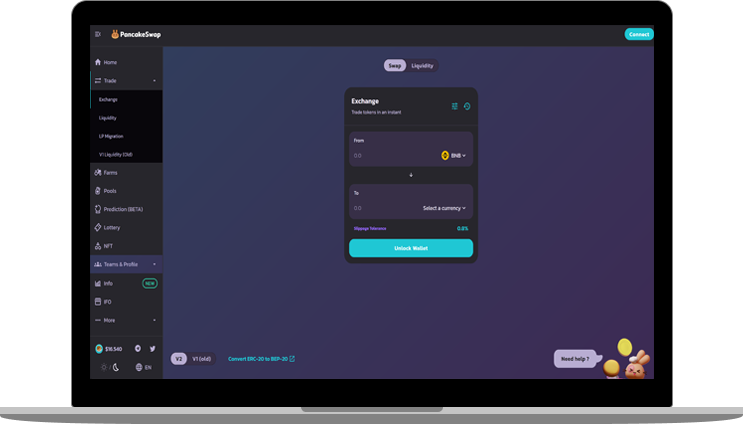 PancakeSwap
Connect
Home
Trade
Exchange
Liquidity
LP Migration
V1 Liquidity (Old)
Farms
Pools
Prediction (BETA)
Lottery
NFT
Teams & Profile
Info NEW
IFO
More
$16.540
EN
Swap Liquidity
Exchange
Trade tokens in an instant
From
0.0 BNB
To
0.0 Select a currency
Slippage Tolerance 0.8%
Unlock Wallet
V2 V1 (old) Convert ERC-20 to BEP-20
Need help ?